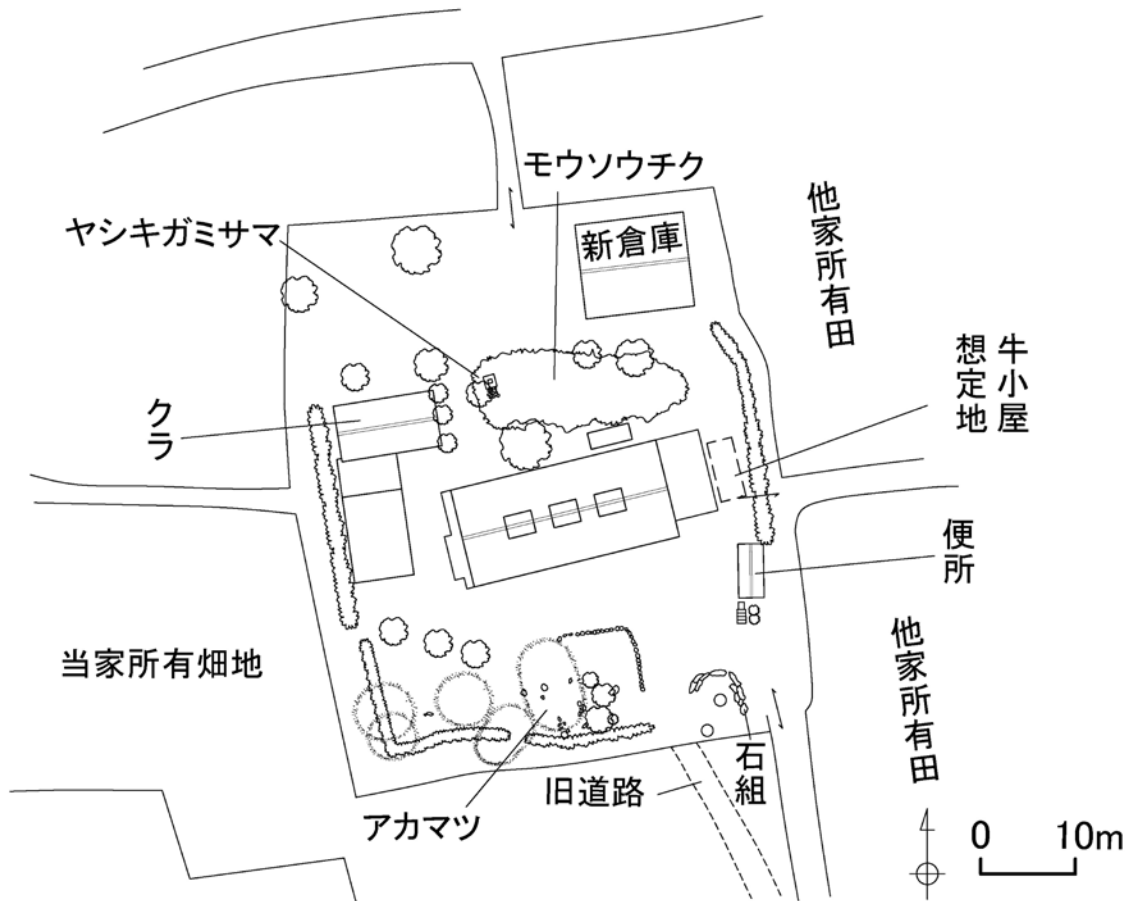 モウソウチク
ヤシキガミサマ
新倉庫
他家所有田
牛小屋
想定地
クラ
便所
当家所有畑地
他家所有田
石組
旧道路
アカマツ
0 10m